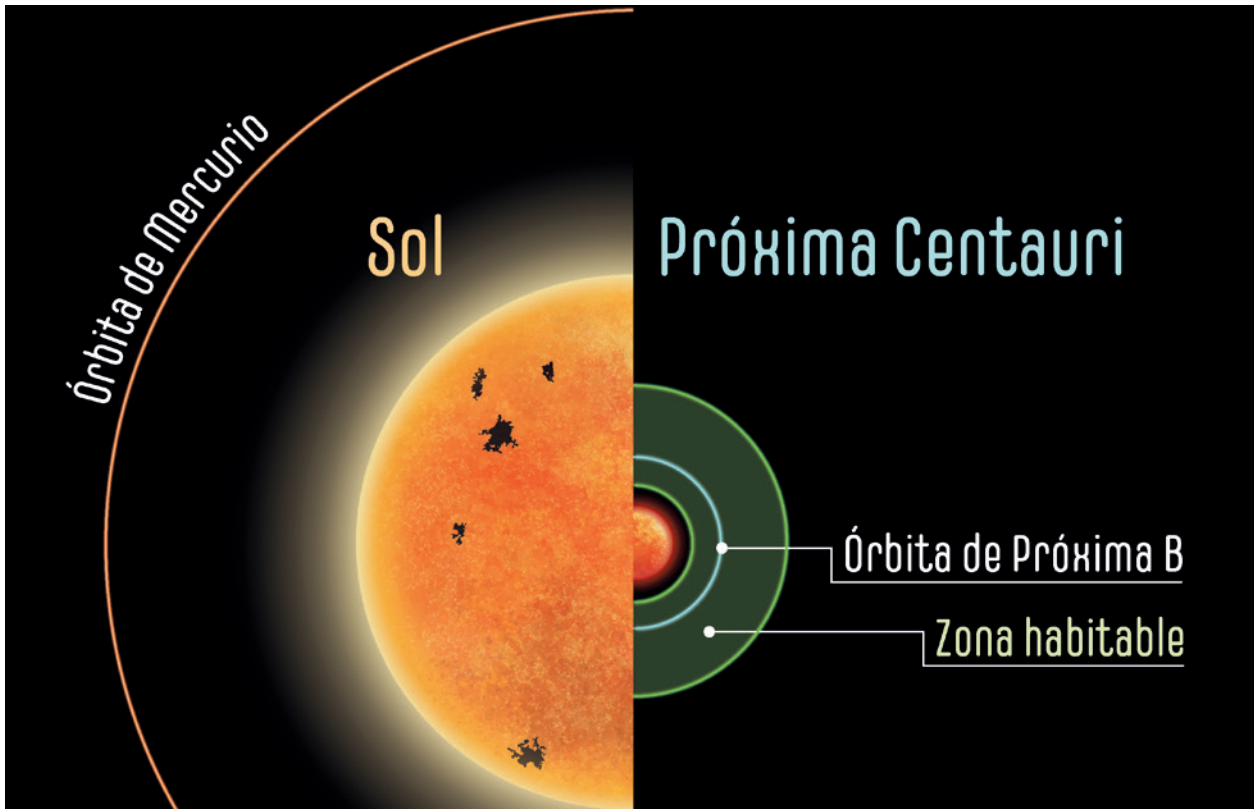 Órbita de Mercurio
Sol
Próxima Centauri
Órbita de Próxima B
Zona habitable